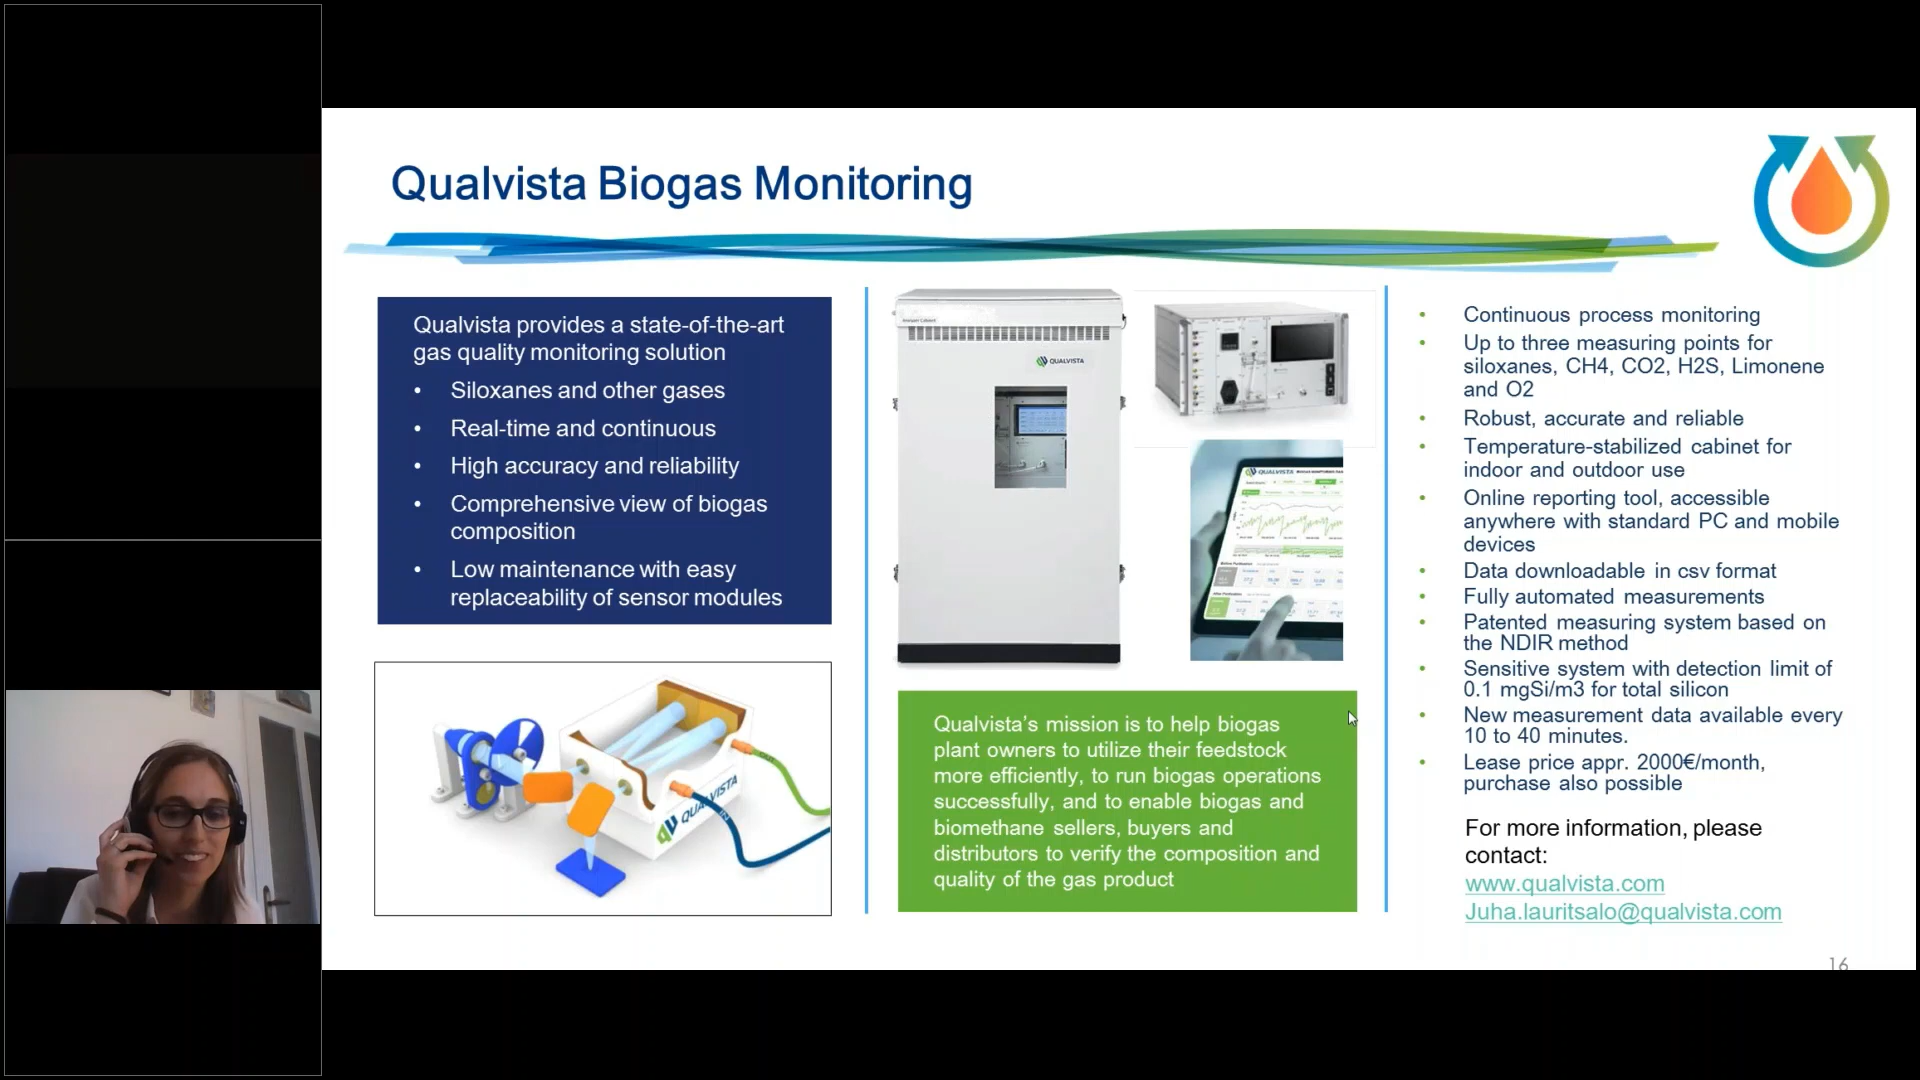 Qualvista Biogas Monitoring
Qualvista provides a state-of-the-art
gas quality monitoring solution
• Siloxanes and other gases
• Real-time and continuous
• High accuracy and reliability
• Comprehensive view of biogas
composition
• Low maintenance with easy
replaceability of sensor modules
QUALVISTA
IN
QUALVISTA
QUALVISTA
Qualvista’s mission is to help biogas
plant owners to utilize their feedstock
more efficiently, to run biogas operations
successfully, and to enable biogas and
biomethane sellers, buyers and
distributors to verify the composition and
quality of the gas product
• Continuous process monitoring
• Up to three measuring points for
siloxanes, CH4, CO2, H2S, Limonene
and O2
• Robust, accurate and reliable
• Temperature-stabilized cabinet for
indoor and outdoor use
• Online reporting tool, accessible
anywhere with standard PC and mobile
devices
• Data downloadable in csv format
• Fully automated measurements
• Patented measuring system based on
the NDIR method
• Sensitive system with detection limit of
0.1 mgSi/m3 for total silicon
• New measurement data available every
10 to 40 minutes.
• Lease price appr. 2000€/month,
purchase also possible
For more information, please
contact:
www.qualvista.com
Juha.lauritsalo@qualvista.com
16